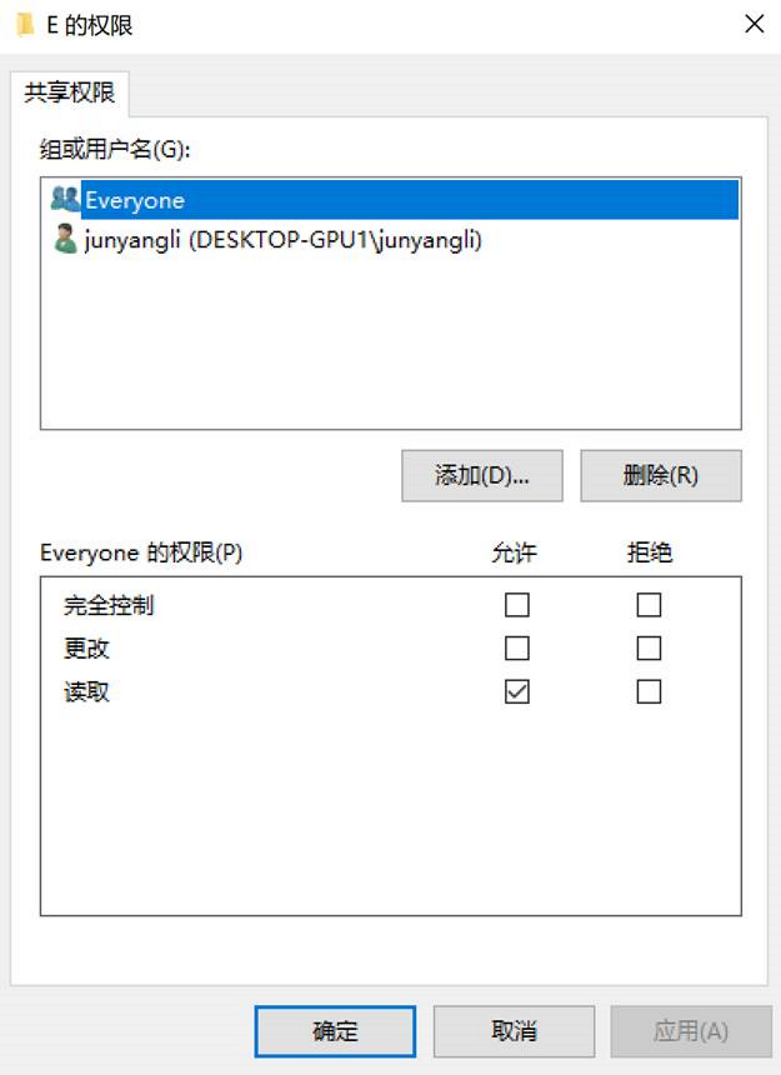 E 的权限
共享权限
组或用户名(G):
Everyone
junyangli (DESKTOP-GPU1\junyangli)
添加(D)... 删除(R)
Everyone 的权限(P) 允许 拒绝
完全控制
更改
读取
确定 取消 应用(A)